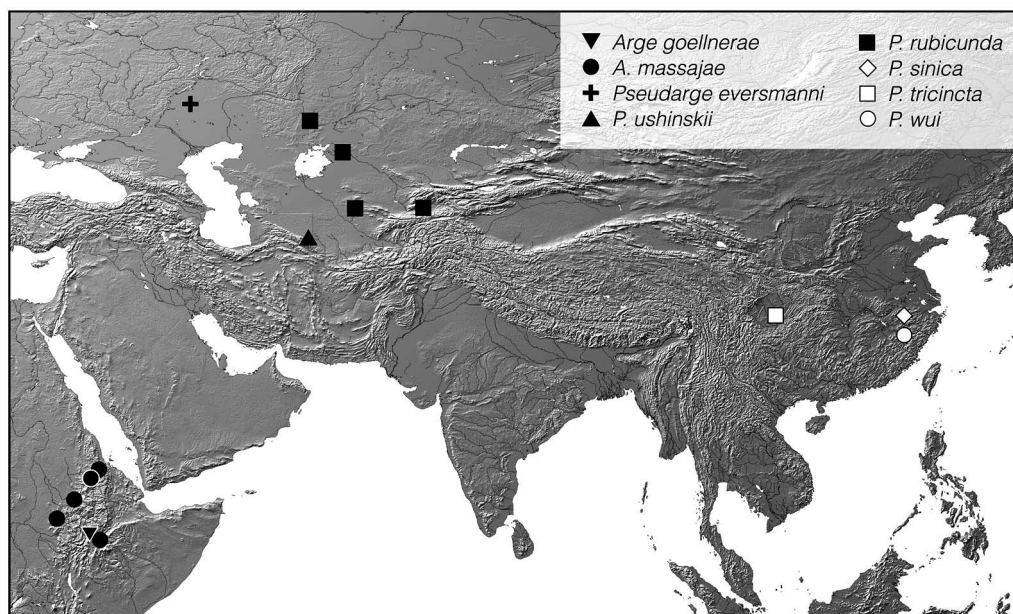 Arge goellnerae
A. massajae
Pseudarge eversmanni
P. ushinskii
P. rubicunda
P. sinica
P. tricincta
P. wui